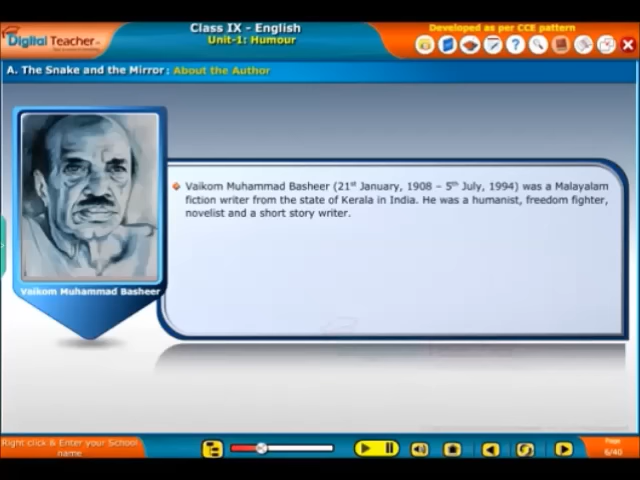 Digital Teacher
Class IX - English
Unit-1: Humour
Developed as per CCE pattern
A. The Snake and the Mirror : About the Author
Vaikom Muhammad Basheer (21st January, 1908 – 5th July, 1994) was a Malayalam
fiction writer from the state of Kerala in India. He was a humanist, freedom fighter,
novelist and a short story writer.
Vaikom Muhammad Basheer
Right click & Enter your School
name
Page
6/40